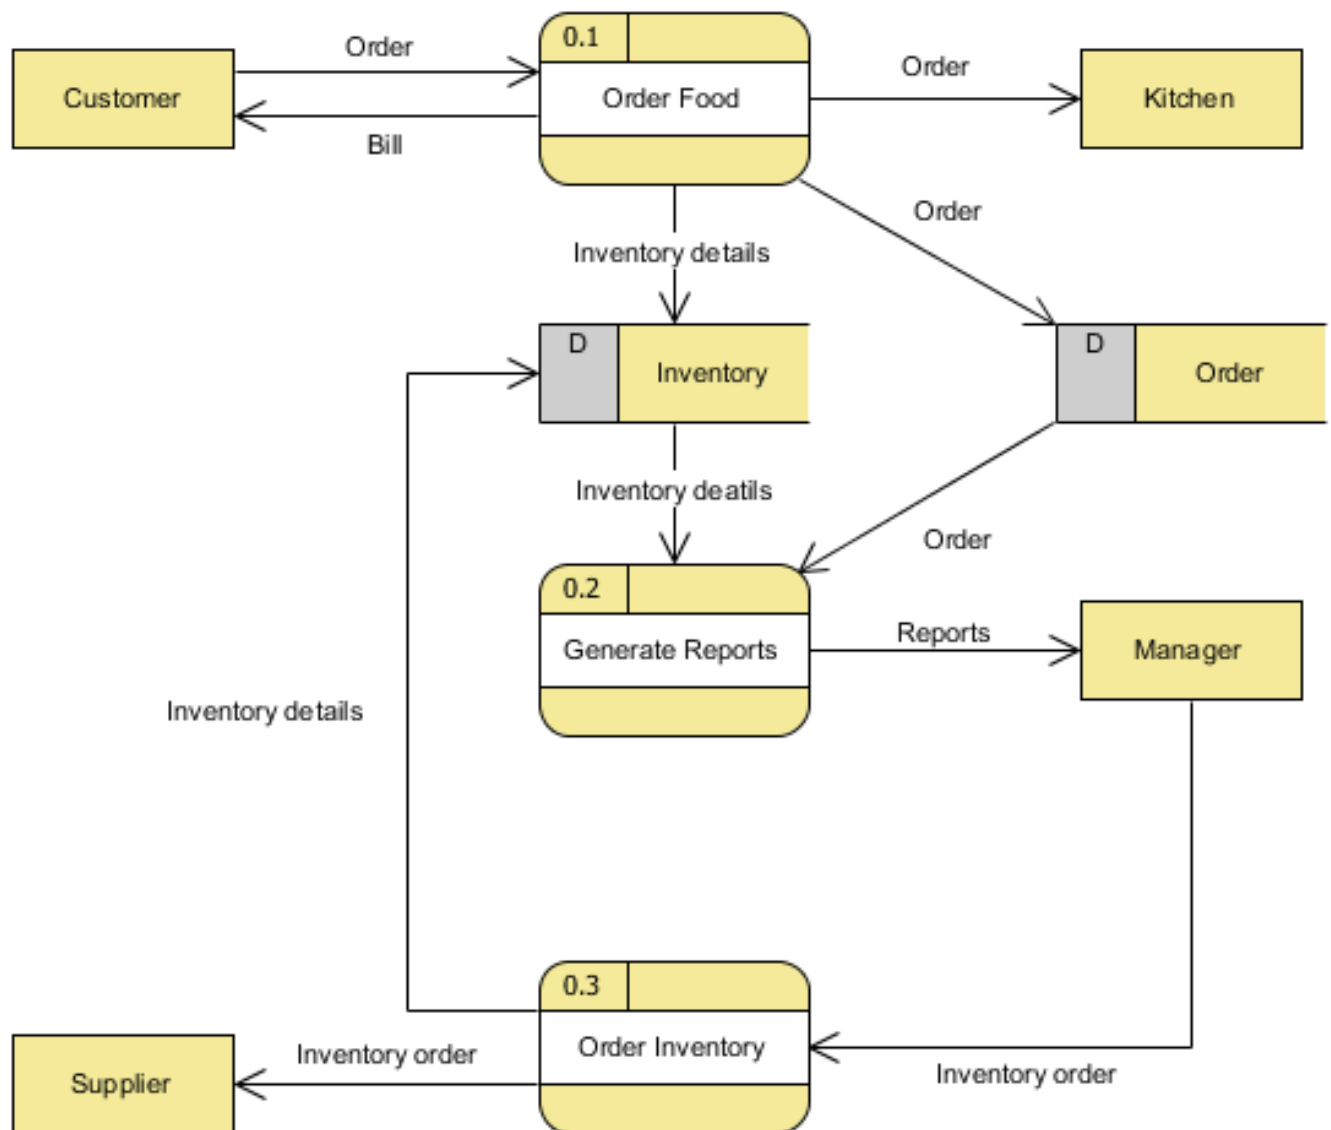 0.1
Order
Order
Customer
Order Food
Kitchen
Bill
Order
Inventory details
D
D
Inventory
Order
Inventory deatils
Order
0.2
Reports
Generate Reports
Manager
Inventory details
0.3
Order Inventory
Inventory order
Inventory order
Supplier